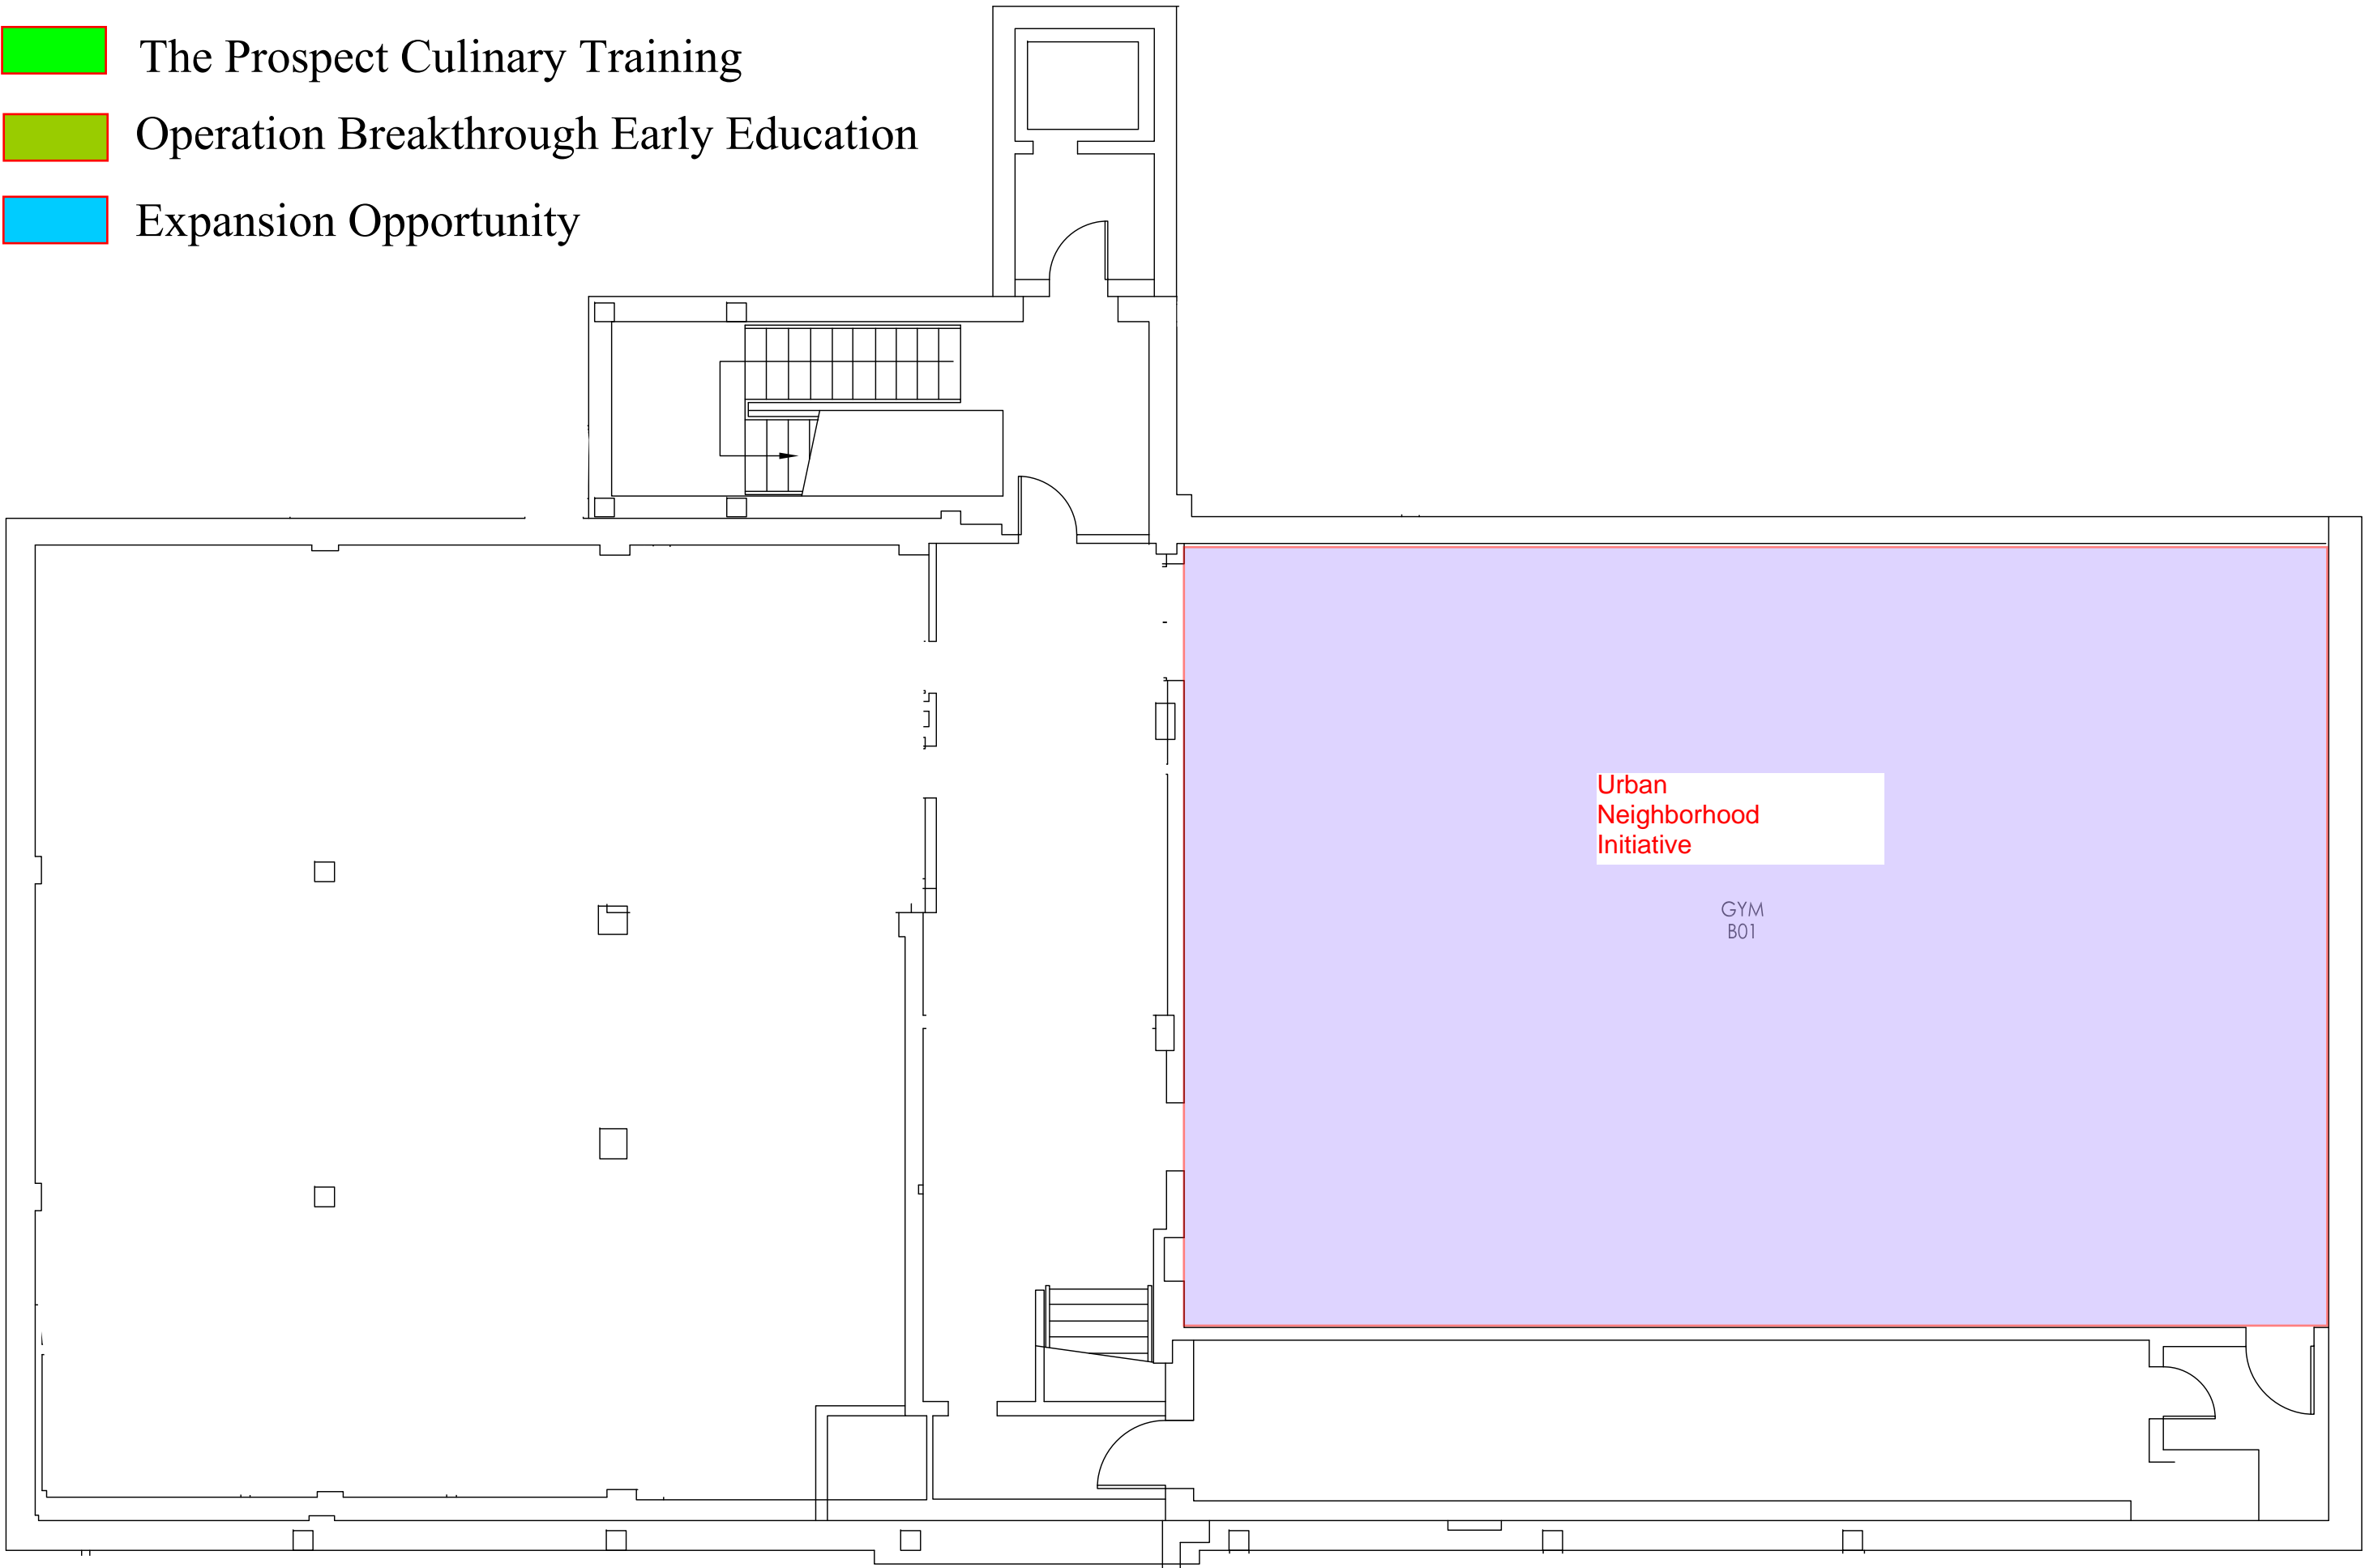 The Prospect Culinary Training
Operation Breakthrough Early Education
Expansion Opportunity
Urban
Neighborhood
Initiative
GYM
B01